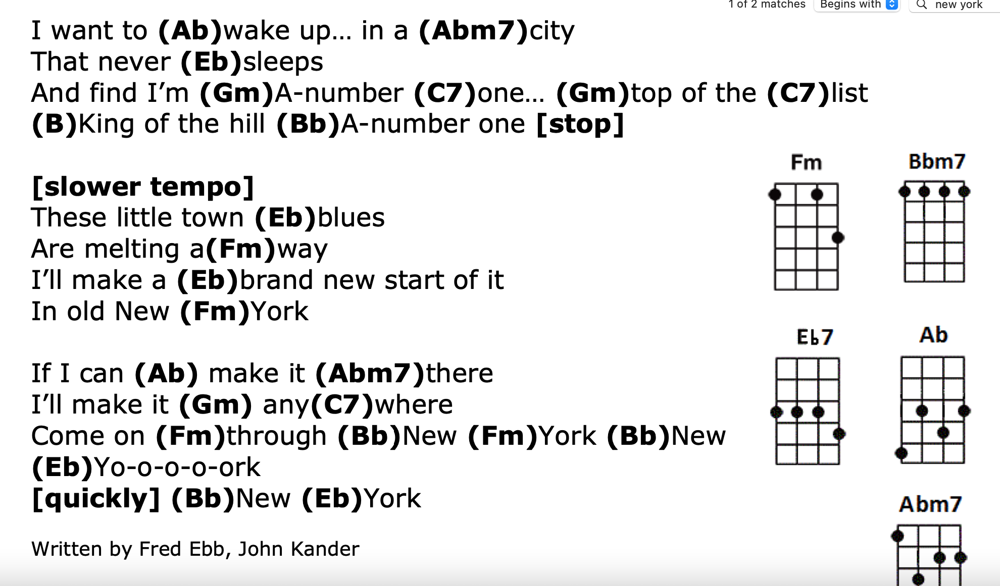 1 of 2 matches Begins with new york
I want to (Ab)wake up... in a (Abm7)city
That never (Eb)sleeps
And find I’m (Gm)A-number (C7)one... (Gm)top of the (C7)list
(B)King of the hill (Bb)A-number one [stop]
Fm Bbm7
[slower tempo]
These little town (Eb)blues
Are melting a(Fm)way
I’ll make a (Eb)brand new start of it
In old New (Fm)York
E♭7 Ab
If I can (Ab) make it (Abm7)there
I’ll make it (Gm) any(C7)where
Come on (Fm)through (Bb)New (Fm)York (Bb)New
(Eb)Yo-o-o-o-ork
[quickly] (Bb)New (Eb)York
Abm7
Written by Fred Ebb, John Kander